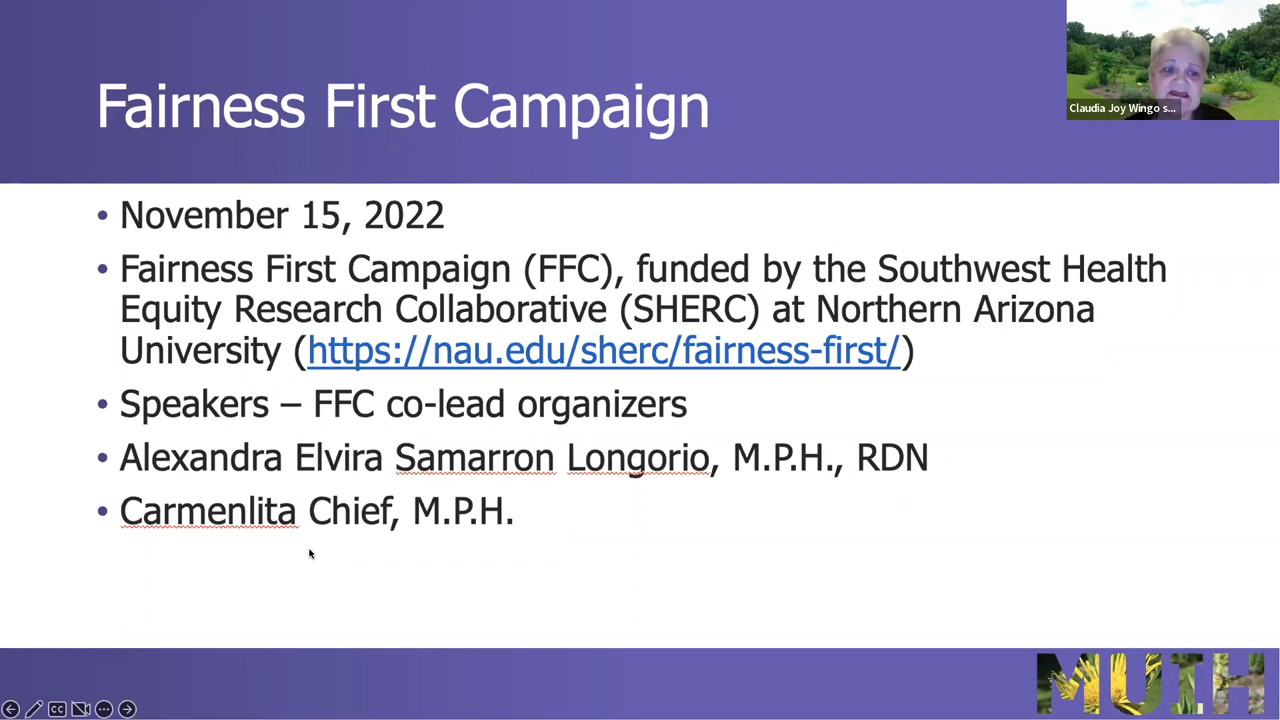 Fairness First Campaign
Claudia Joy Wingo s...
• November 15, 2022
• Fairness First Campaign (FFC), funded by the Southwest Health
Equity Research Collaborative (SHERC) at Northern Arizona
University (https://nau.edu/sherc/fairness-first/)
• Speakers – FFC co-lead organizers
• Alexandra Elvira Samarron Longorio, M.P.H., RDN
• Carmenlita Chief, M.P.H.
MUIH
CC